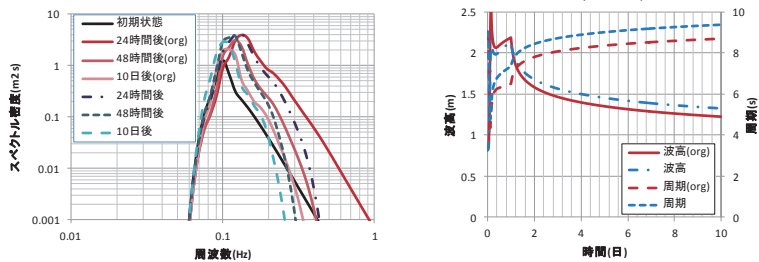 10
1
0.1
0.01
0.001
0.01
0.1
1
スペクトル密度(m2 s)
周波数(Hz)
初期状態
24時間後(org)
48時間後(org)
10日後(org)
24時間後
48時間後
10日後
2.5
2
1.5
1
0.5
0
波高(m)
0
2
4
6
8
10
時間(日)
10
8
6
4
2
0
周期(s)
波高(org)
波高
周期(org)
周期